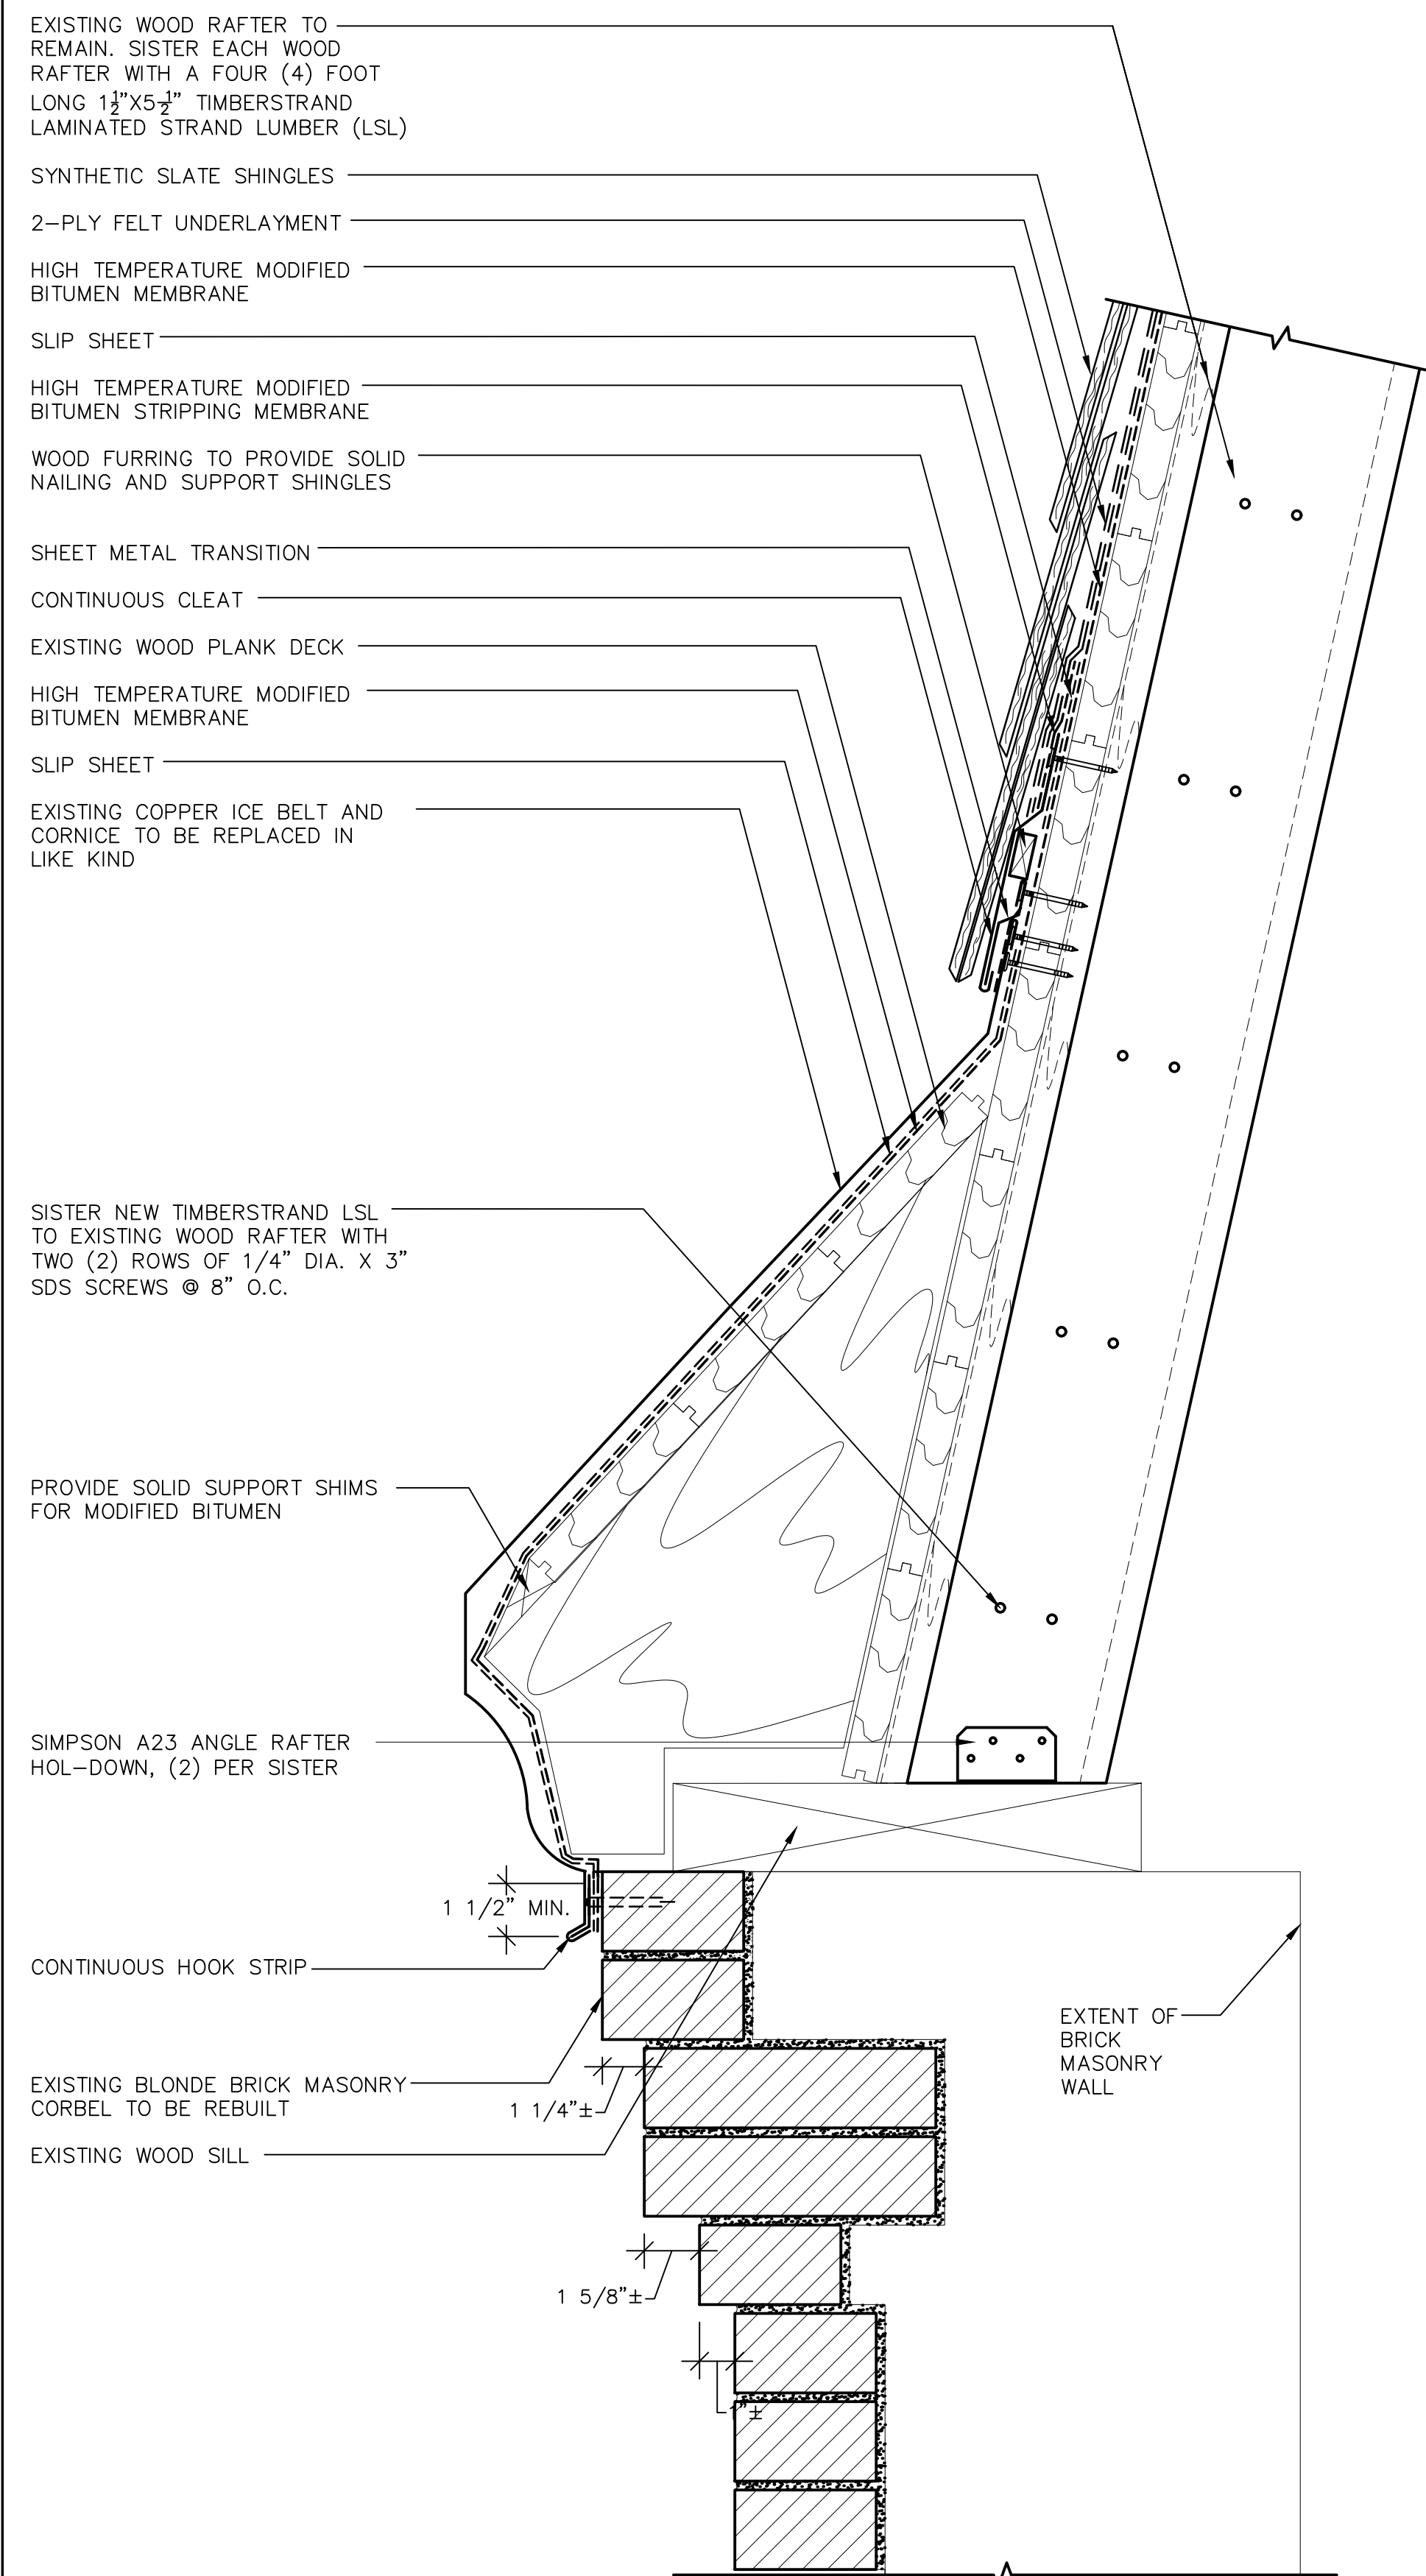 EXISTING WOOD RAFTER TO
REMAIN. SISTER EACH WOOD
RAFTER WITH A FOUR (4) FOOT
LONG 1½"X5½" TIMBERSTRAND
LAMINATED STRAND LUMBER (LSL)
SYNTHETIC SLATE SHINGLES
2-PLY FELT UNDERLAYMENT
HIGH TEMPERATURE MODIFIED
BITUMEN MEMBRANE
SLIP SHEET
HIGH TEMPERATURE MODIFIED
BITUMEN STRIPPING MEMBRANE
WOOD FURRING TO PROVIDE SOLID
NAILING AND SUPPORT SHINGLES
SHEET METAL TRANSITION
CONTINUOUS CLEAT
EXISTING WOOD PLANK DECK
HIGH TEMPERATURE MODIFIED
BITUMEN MEMBRANE
SLIP SHEET
EXISTING COPPER ICE BELT AND
CORNICE TO BE REPLACED IN
LIKE KIND
SISTER NEW TIMBERSTRAND LSL
TO EXISTING WOOD RAFTER WITH
TWO (2) ROWS OF 1/4" DIA. X 3"
SDS SCREWS @ 8" O.C.
PROVIDE SOLID SUPPORT SHIMS
FOR MODIFIED BITUMEN
SIMPSON A23 ANGLE RAFTER
HOL-DOWN, (2) PER SISTER
1 1/2" MIN.
CONTINUOUS HOOK STRIP
EXTENT OF
BRICK
MASONRY
WALL
EXISTING BLONDE BRICK MASONRY
CORBEL TO BE REBUILT
1 1/4"±
EXISTING WOOD SILL
1 5/8"±
1"±